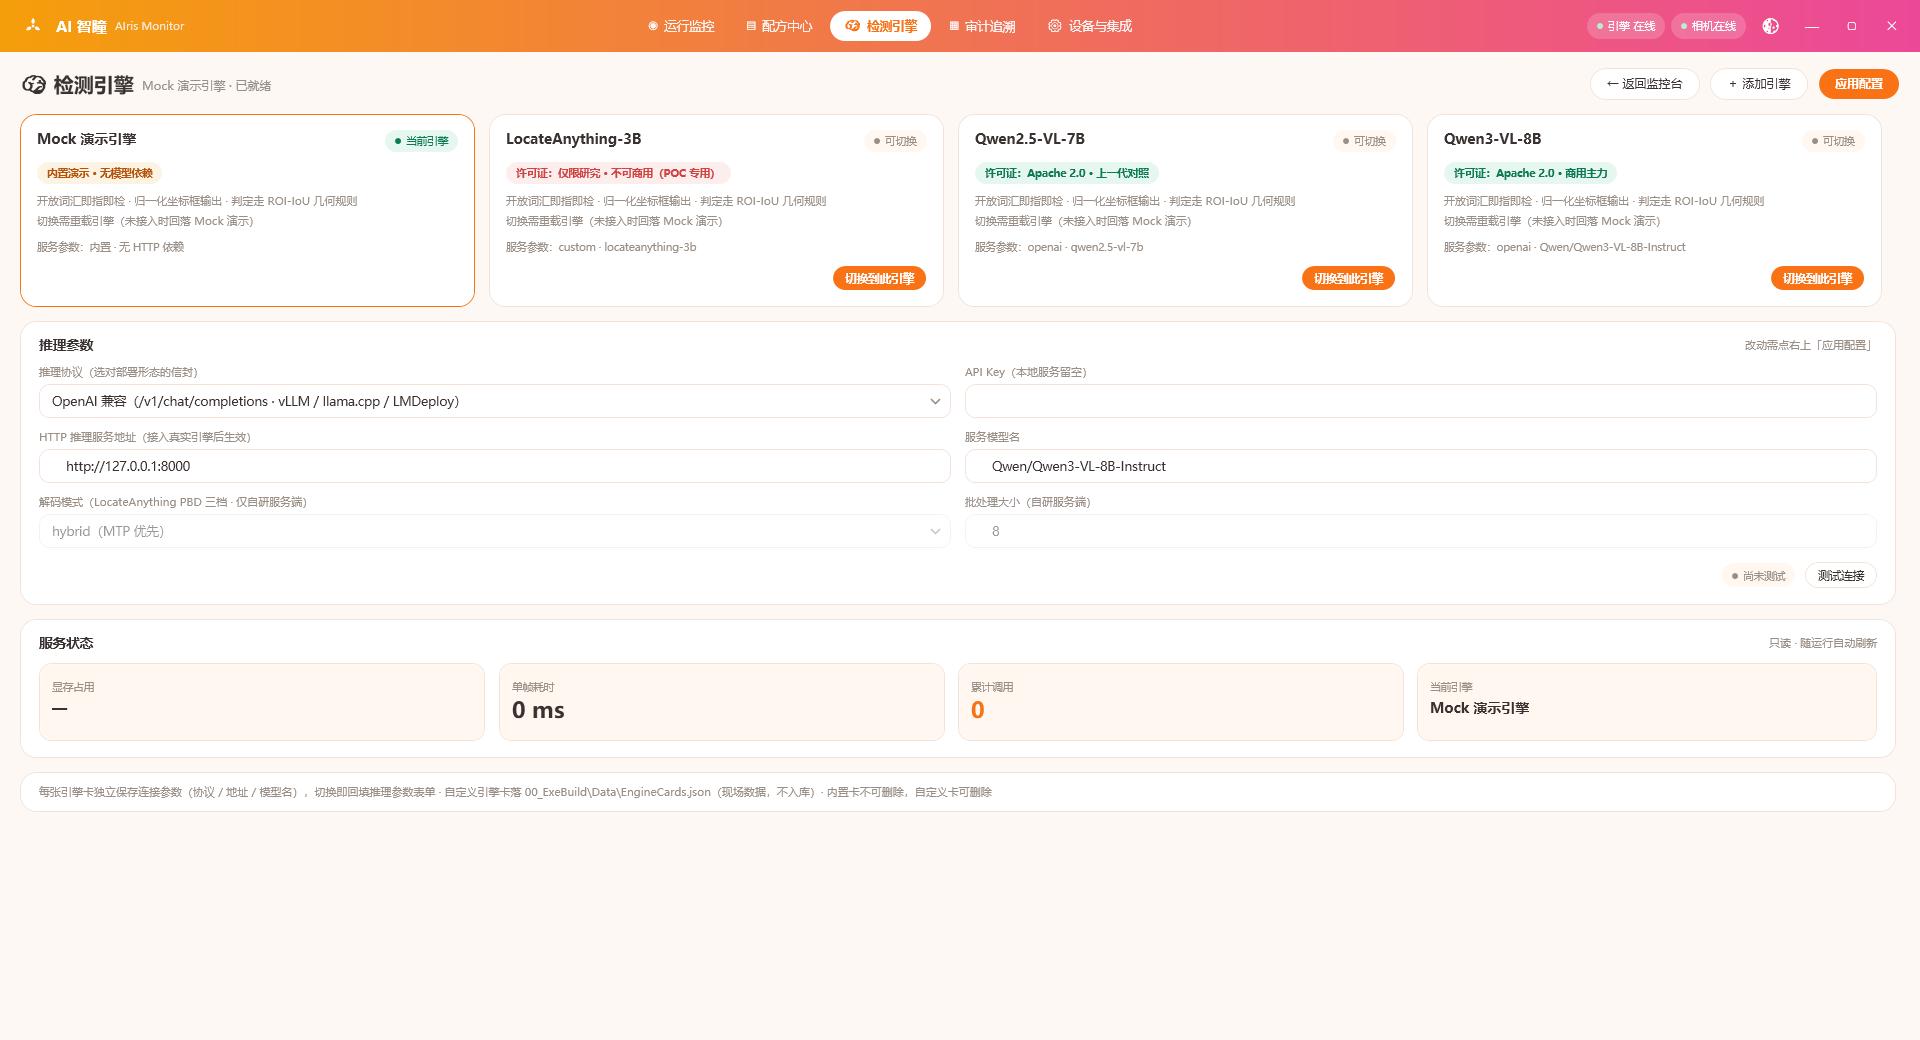 AI 智瞳 AIris Monitor
运行监控
配方中心
检测引擎
审计追溯
设备与集成
引擎 在线
相机在线
检测引擎 Mock 演示引擎 · 已就绪
← 返回监控台
+ 添加引擎
应用配置
Mock 演示引擎
当前引擎
内置演示 • 无模型依赖
开放词汇即指即检 · 归一化坐标框输出 · 判定走 ROI-IoU 几何规则
切换需重载引擎（未接入时回落 Mock 演示）
服务参数：内置 · 无 HTTP 依赖
LocateAnything-3B
可切换
许可证：仅限研究 • 不可商用（POC 专用）
开放词汇即指即检 · 归一化坐标框输出 · 判定走 ROI-IoU 几何规则
切换需重载引擎（未接入时回落 Mock 演示）
服务参数：custom · locateanything-3b
切换到此引擎
Qwen2.5-VL-7B
可切换
许可证：Apache 2.0 • 上一代对照
开放词汇即指即检 · 归一化坐标框输出 · 判定走 ROI-IoU 几何规则
切换需重载引擎（未接入时回落 Mock 演示）
服务参数：openai · qwen2.5-vl-7b
切换到此引擎
Qwen3-VL-8B
可切换
许可证：Apache 2.0 • 商用主力
开放词汇即指即检 · 归一化坐标框输出 · 判定走 ROI-IoU 几何规则
切换需重载引擎（未接入时回落 Mock 演示）
服务参数：openai · Qwen/Qwen3-VL-8B-Instruct
切换到此引擎
推理参数
改动需点右上「应用配置」
推理协议（选对部署形态的信封）
OpenAI 兼容（/v1/chat/completions · vLLM / llama.cpp / LMDeploy）
API Key（本地服务留空）
HTTP 推理服务地址（接入真实引擎后生效）
http://127.0.0.1:8000
服务模型名
Qwen/Qwen3-VL-8B-Instruct
解码模式（LocateAnything PBD 三档 · 仅自研服务端）
hybrid（MTP 优先）
批处理大小（自研服务端）
8
尚未测试
测试连接
服务状态
只读 · 随运行自动刷新
显存占用
—
单帧耗时
0 ms
累计调用
0
当前引擎
Mock 演示引擎
每张引擎卡独立保存连接参数（协议 / 地址 / 模型名），切换即回填推理参数表单 · 自定义引擎卡落 00_ExeBuild\Data\EngineCards.json（现场数据，不入库）· 内置卡不可删除，自定义卡可删除